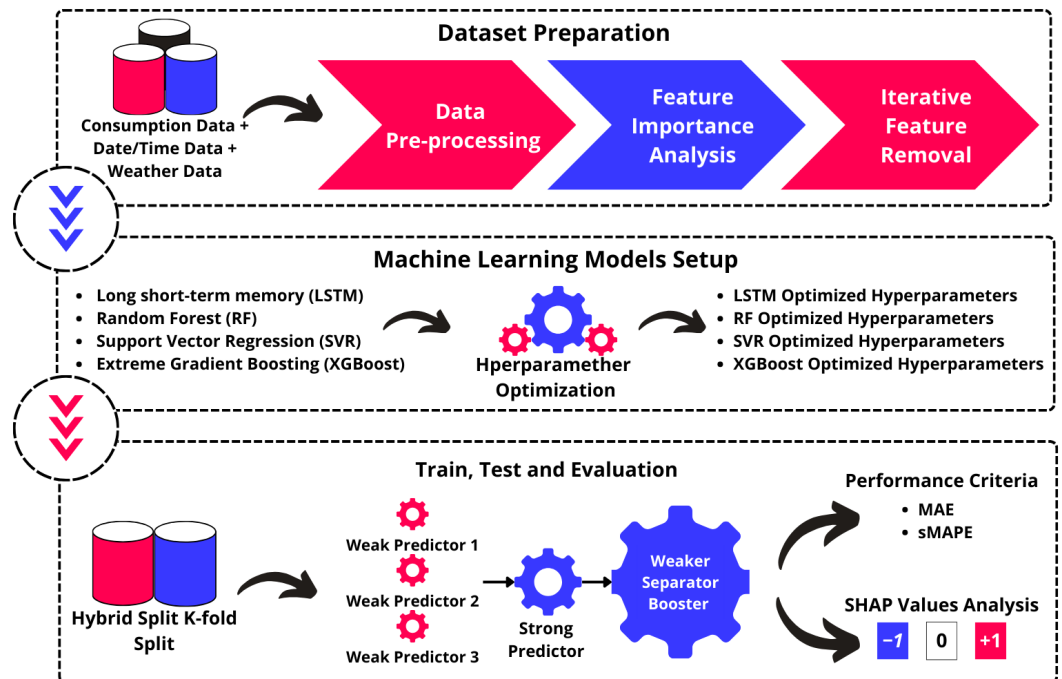 Dataset Preparation
Consumption Data +
Date/Time Data +
Weather Data
Data
Pre-processing
Feature
Importance
Analysis
Iterative
Feature
Removal
Machine Learning Models Setup
• Long short-term memory (LSTM)
• Random Forest (RF)
• Support Vector Regression (SVR)
• Extreme Gradient Boosting (XGBoost)
Hperparamether
Optimization
• LSTM Optimized Hyperparameters
• RF Optimized Hyperparameters
• SVR Optimized Hyperparameters
• XGBoost Optimized Hyperparameters
Train, Test and Evaluation
Hybrid Split K-fold
Split
Weak Predictor 1
Weak Predictor 2
Weak Predictor 3
Strong
Predictor
Weaker
Separator
Booster
Performance Criteria
• MAE
• sMAPE
SHAP Values Analysis
−1 0 +1